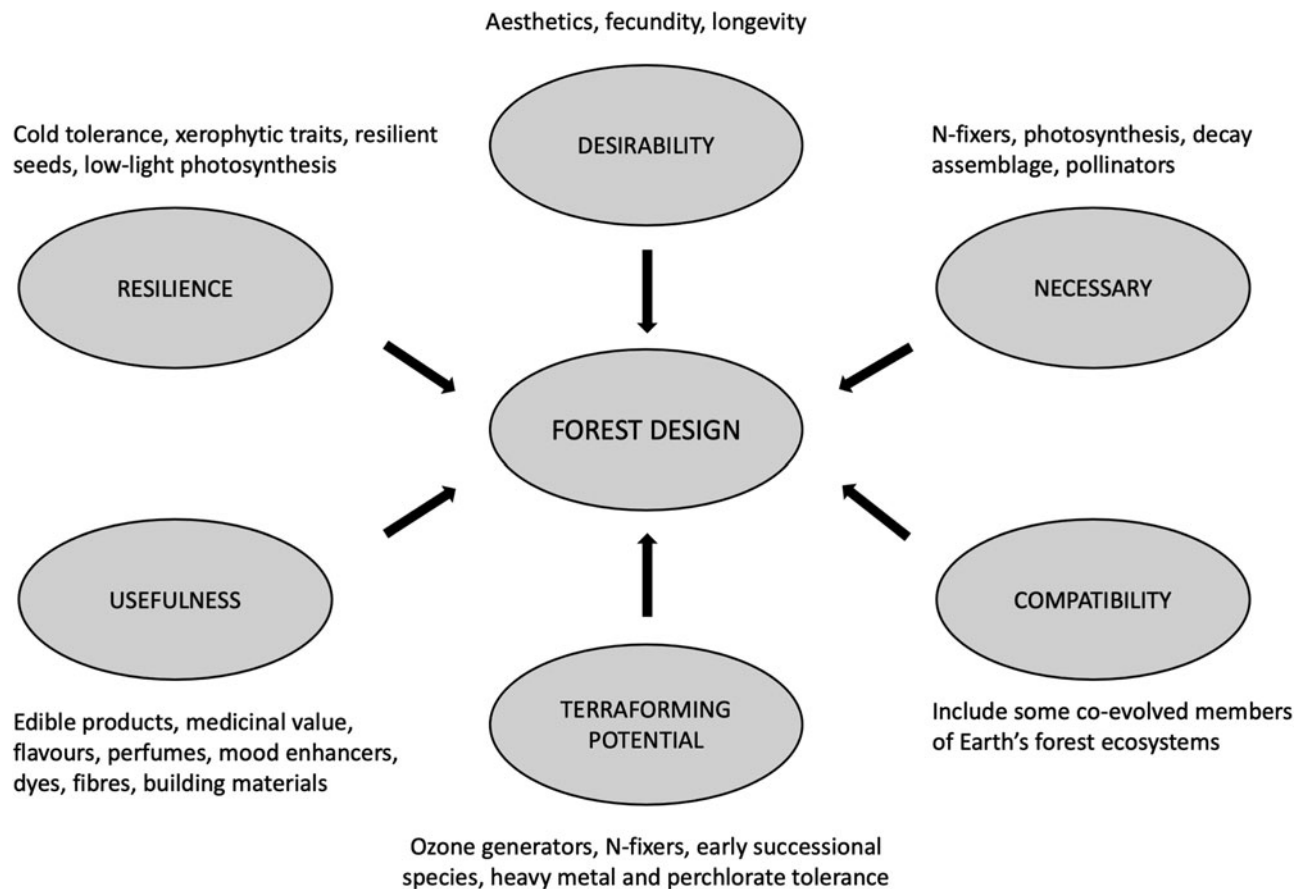 Aesthetics, fecundity, longevity
DESIRABILITY
Cold tolerance, xerophytic traits, resilient
seeds, low-light photosynthesis
RESILIENCE
N-fixers, photosynthesis, decay
assemblage, pollinators
NECESSARY
FOREST DESIGN
USEFULNESS
Edible products, medicinal value,
flavours, perfumes, mood enhancers,
dyes, fibres, building materials
TERRAFORMING
POTENTIAL
Ozone generators, N-fixers, early successional
species, heavy metal and perchlorate tolerance
COMPATIBILITY
Include some co-evolved members
of Earth’s forest ecosystems